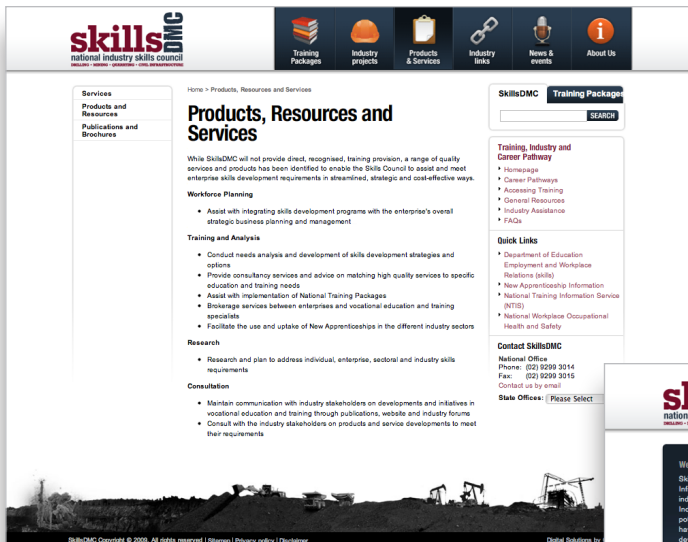 skills DMC
national industry skills council
DRILLING • MINING • QUARRYING • CIVIL INFRASTRUCTURE
Training
Packages
Industry
projects
Products
& Services
Industry
links
News &
events
About Us
Services
Products and
Resources
Publications and
Brochures
Home > Products, Resources and Services
Products, Resources and
Services
While SkillsDMC will not provide direct, recognised, training provision, a range of quality
services and products has been identified to enable the Skills Council to assist and meet
enterprise skills development requirements in streamlined, strategic and cost-effective ways.
Workforce Planning
• Assist with integrating skills development programs with the enterprise's overall
strategic business planning and management
Training and Analysis
• Conduct needs analysis and development of skills development strategies and
options
• Provide consultancy services and advice on matching high quality services to specific
education and training needs
• Assist with implementation of National Training Packages
• Brokerage services between enterprises and vocational education and training
specialists
• Facilitate the use and uptake of New Apprenticeships in the different industry sectors
Research
• Research and plan to address individual, enterprise, sectoral and industry skills
requirements
Consultation
• Maintain communication with industry stakeholders on developments and initiatives in
vocational education and training through publications, website and industry forums
• Consult with the industry stakeholders on products and service developments to meet
their requirements
SkillsDMC Training Packages
SEARCH
Training, Industry and
Career Pathway
Homepage
Career Pathways
Accessing Training
General Resources
Industry Assistance
FAQs
Quick Links
Department of Education
Employment and Workplace
Relations (skills)
New Apprenticeship Information
National Training Information Service
(NTIS)
National Workplace Occupational
Health and Safety
Contact SkillsDMC
National Office
Phone: (02) 9299 3014
Fax: (02) 9299 3015
Contact us by email
State Offices: Please Select
SkillsDMC Copyright © 2009. All rights reserved | Sitemap | Privacy policy | Disclaimer
Digital Solutions by